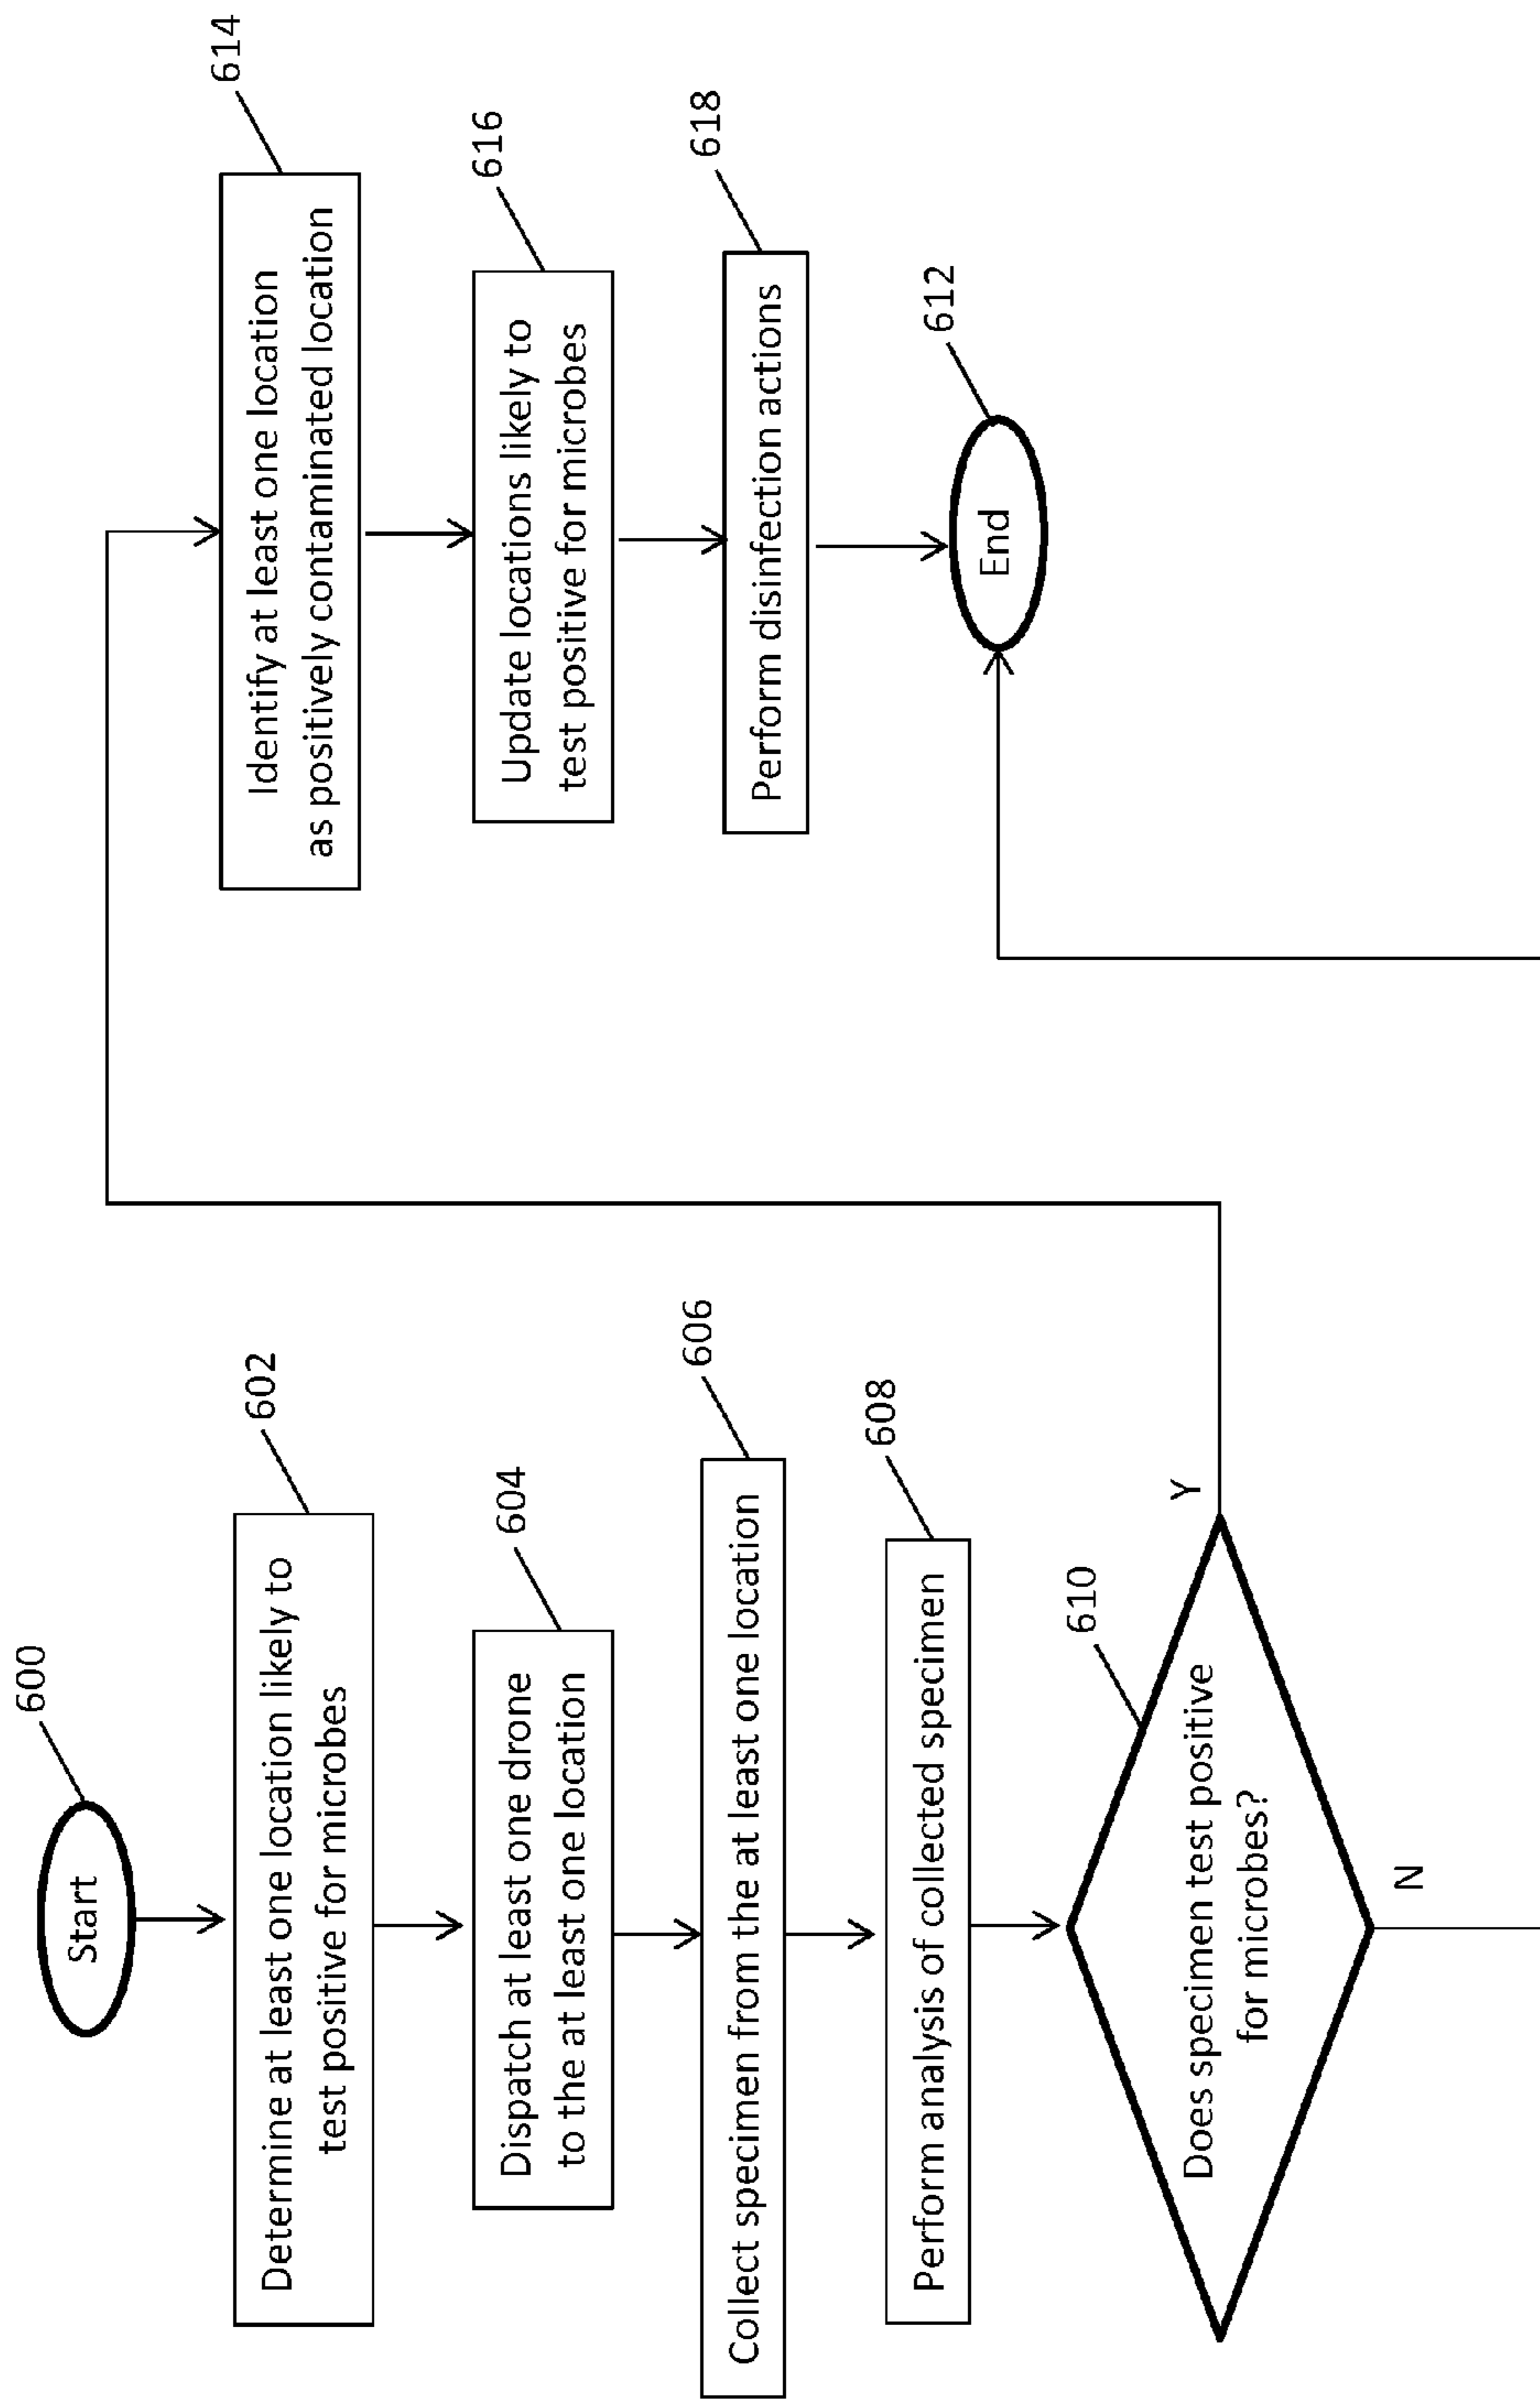 600
Start
602
Determine at least one location likely to
test positive for microbes
604
Dispatch at least one drone
to the at least one location
606
Collect specimen from the at least one location
608
Perform analysis of collected specimen
610
Does specimen test positive
for microbes?
Y
N
614
Identify at least one location
as positively contaminated location
616
Update locations likely to
test positive for microbes
618
Perform disinfection actions
612
End